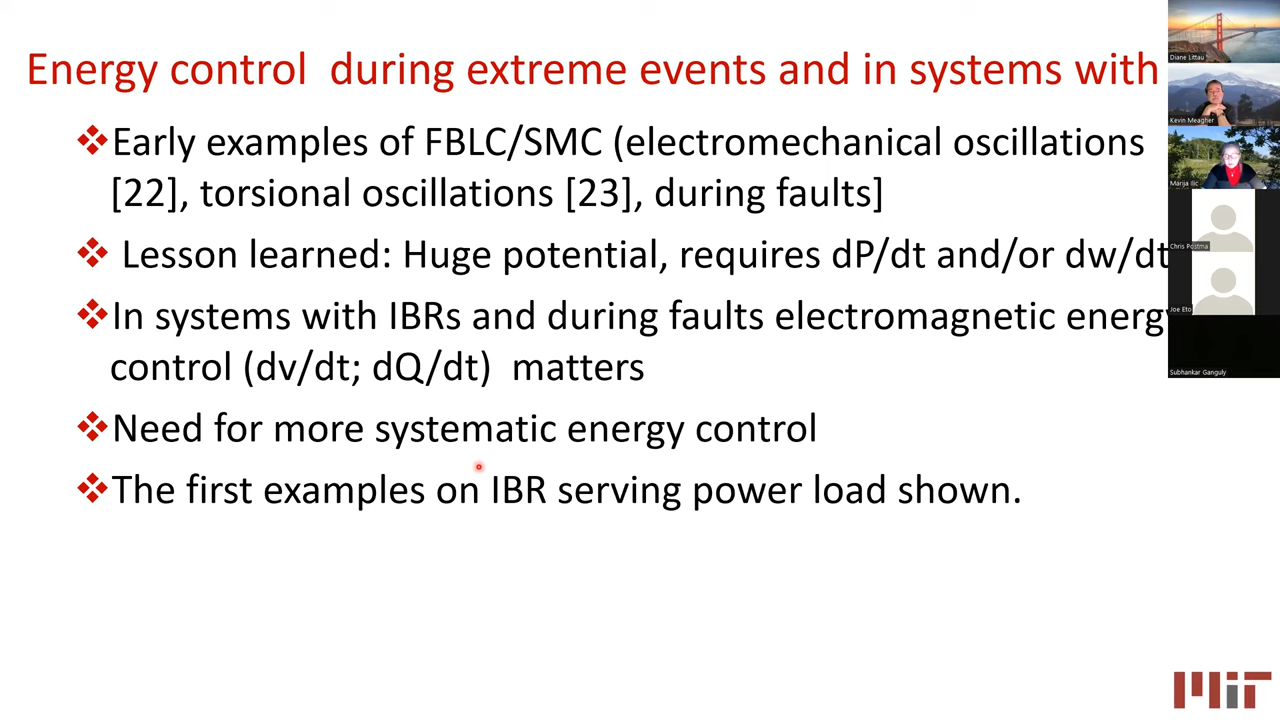 Energy control during extreme events and in systems with
❖Early examples of FBLC/SMC (electromechanical oscillations
[22], torsional oscillations [23], during faults]
❖ Lesson learned: Huge potential, requires dP/dt and/or dw/dt
❖In systems with IBRs and during faults electromagnetic energy
control (dv/dt; dQ/dt) matters
❖Need for more systematic energy control
❖The first examples on IBR serving power load shown.
Diane Littau
Kevin Meagher
Marija Ilic
Chris Postma
Joe Eto
Subhankar Ganguly
MIT